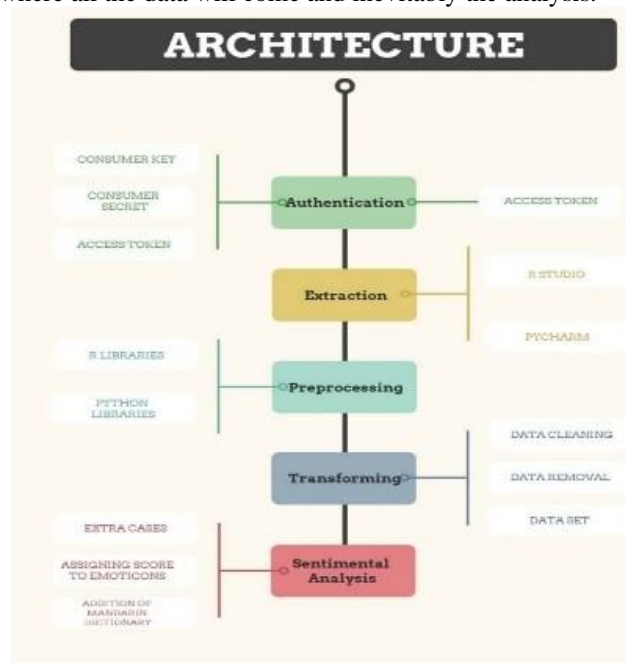 where all the data will come and inevitably the analysis.
ARCHITECTURE
CONSUMER KEY
CONSUMER
SECRET
ACCESS TOKEN
Authentication
ACCESS TOKEN
Extraction
R STUDIO
PYCHARM
R LIBRARIES
PYTHON
LIBRARIES
Preprocessing
Transforming
DATA CLEANING
DATA REMOVAL
DATA SET
EXTRA CASES
ASSIGNING SCORE
TO EMOTICONS
ADDITION OF
MANDARIN
DICTIONARY
Sentimental
Analysis